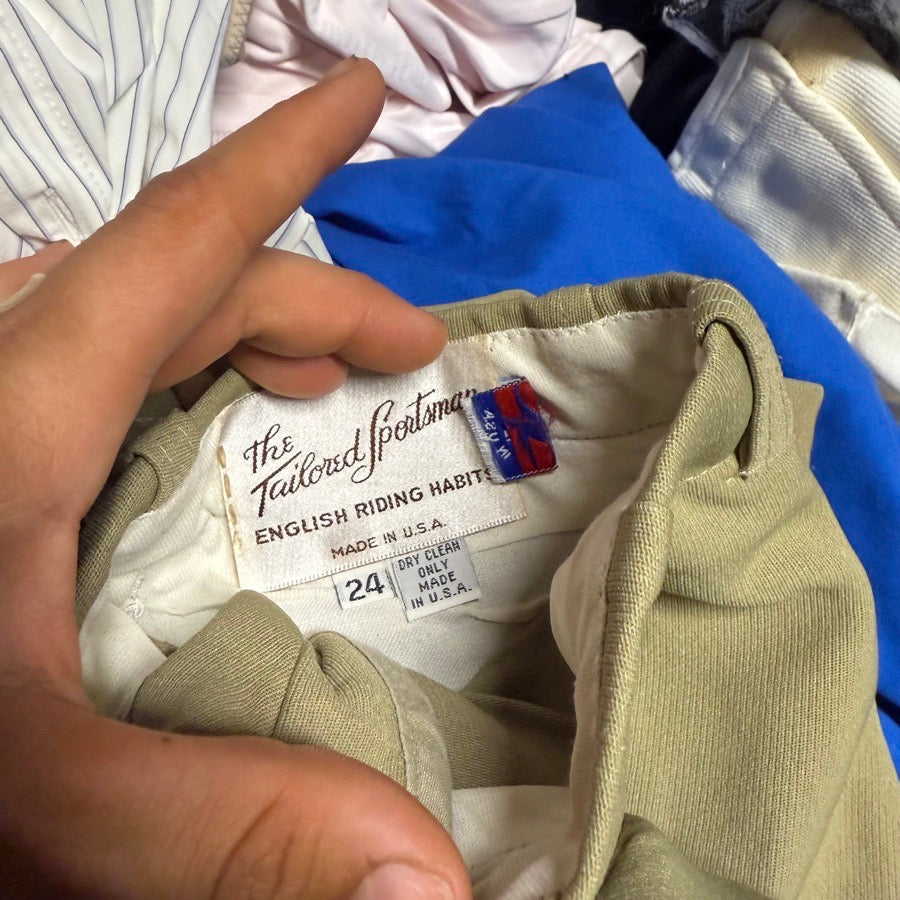 The
Tailored Sportsman
ENGLISH RIDING HABITS
MADE IN U.S.A.
24
DRY CLEAN
ONLY
MADE
IN U.S.A.